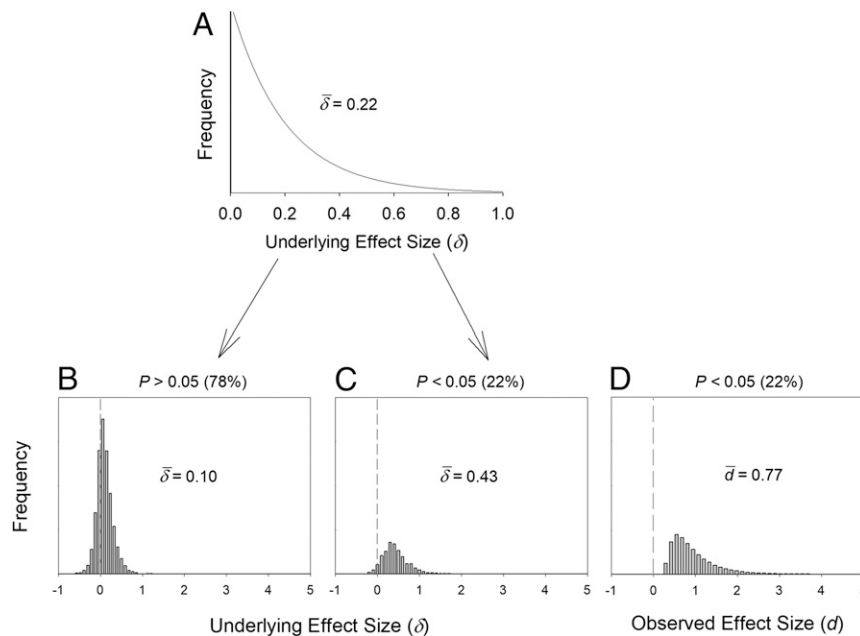 A
Frequency
δ̅ = 0.22
0.0 0.2 0.4 0.6 0.8 1.0
Underlying Effect Size (δ)
B
P > 0.05 (78%)
C
P < 0.05 (22%)
D
P < 0.05 (22%)
Frequency
δ̅ = 0.10
δ̅ = 0.43
d̅ = 0.77
-1 0 1 2 3 4 5
-1 0 1 2 3 4 5
-1 0 1 2 3 4
Underlying Effect Size (δ)
Observed Effect Size (d)